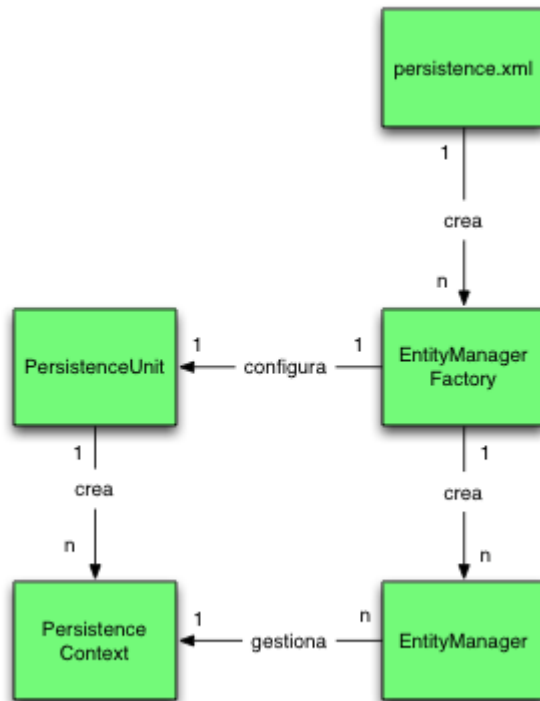 persistence.xml
1
crea
n
PersistenceUnit
1
configura
1
EntityManager
Factory
1
crea
n
1
crea
n
Persistence
Context
1
gestiona
n
EntityManager